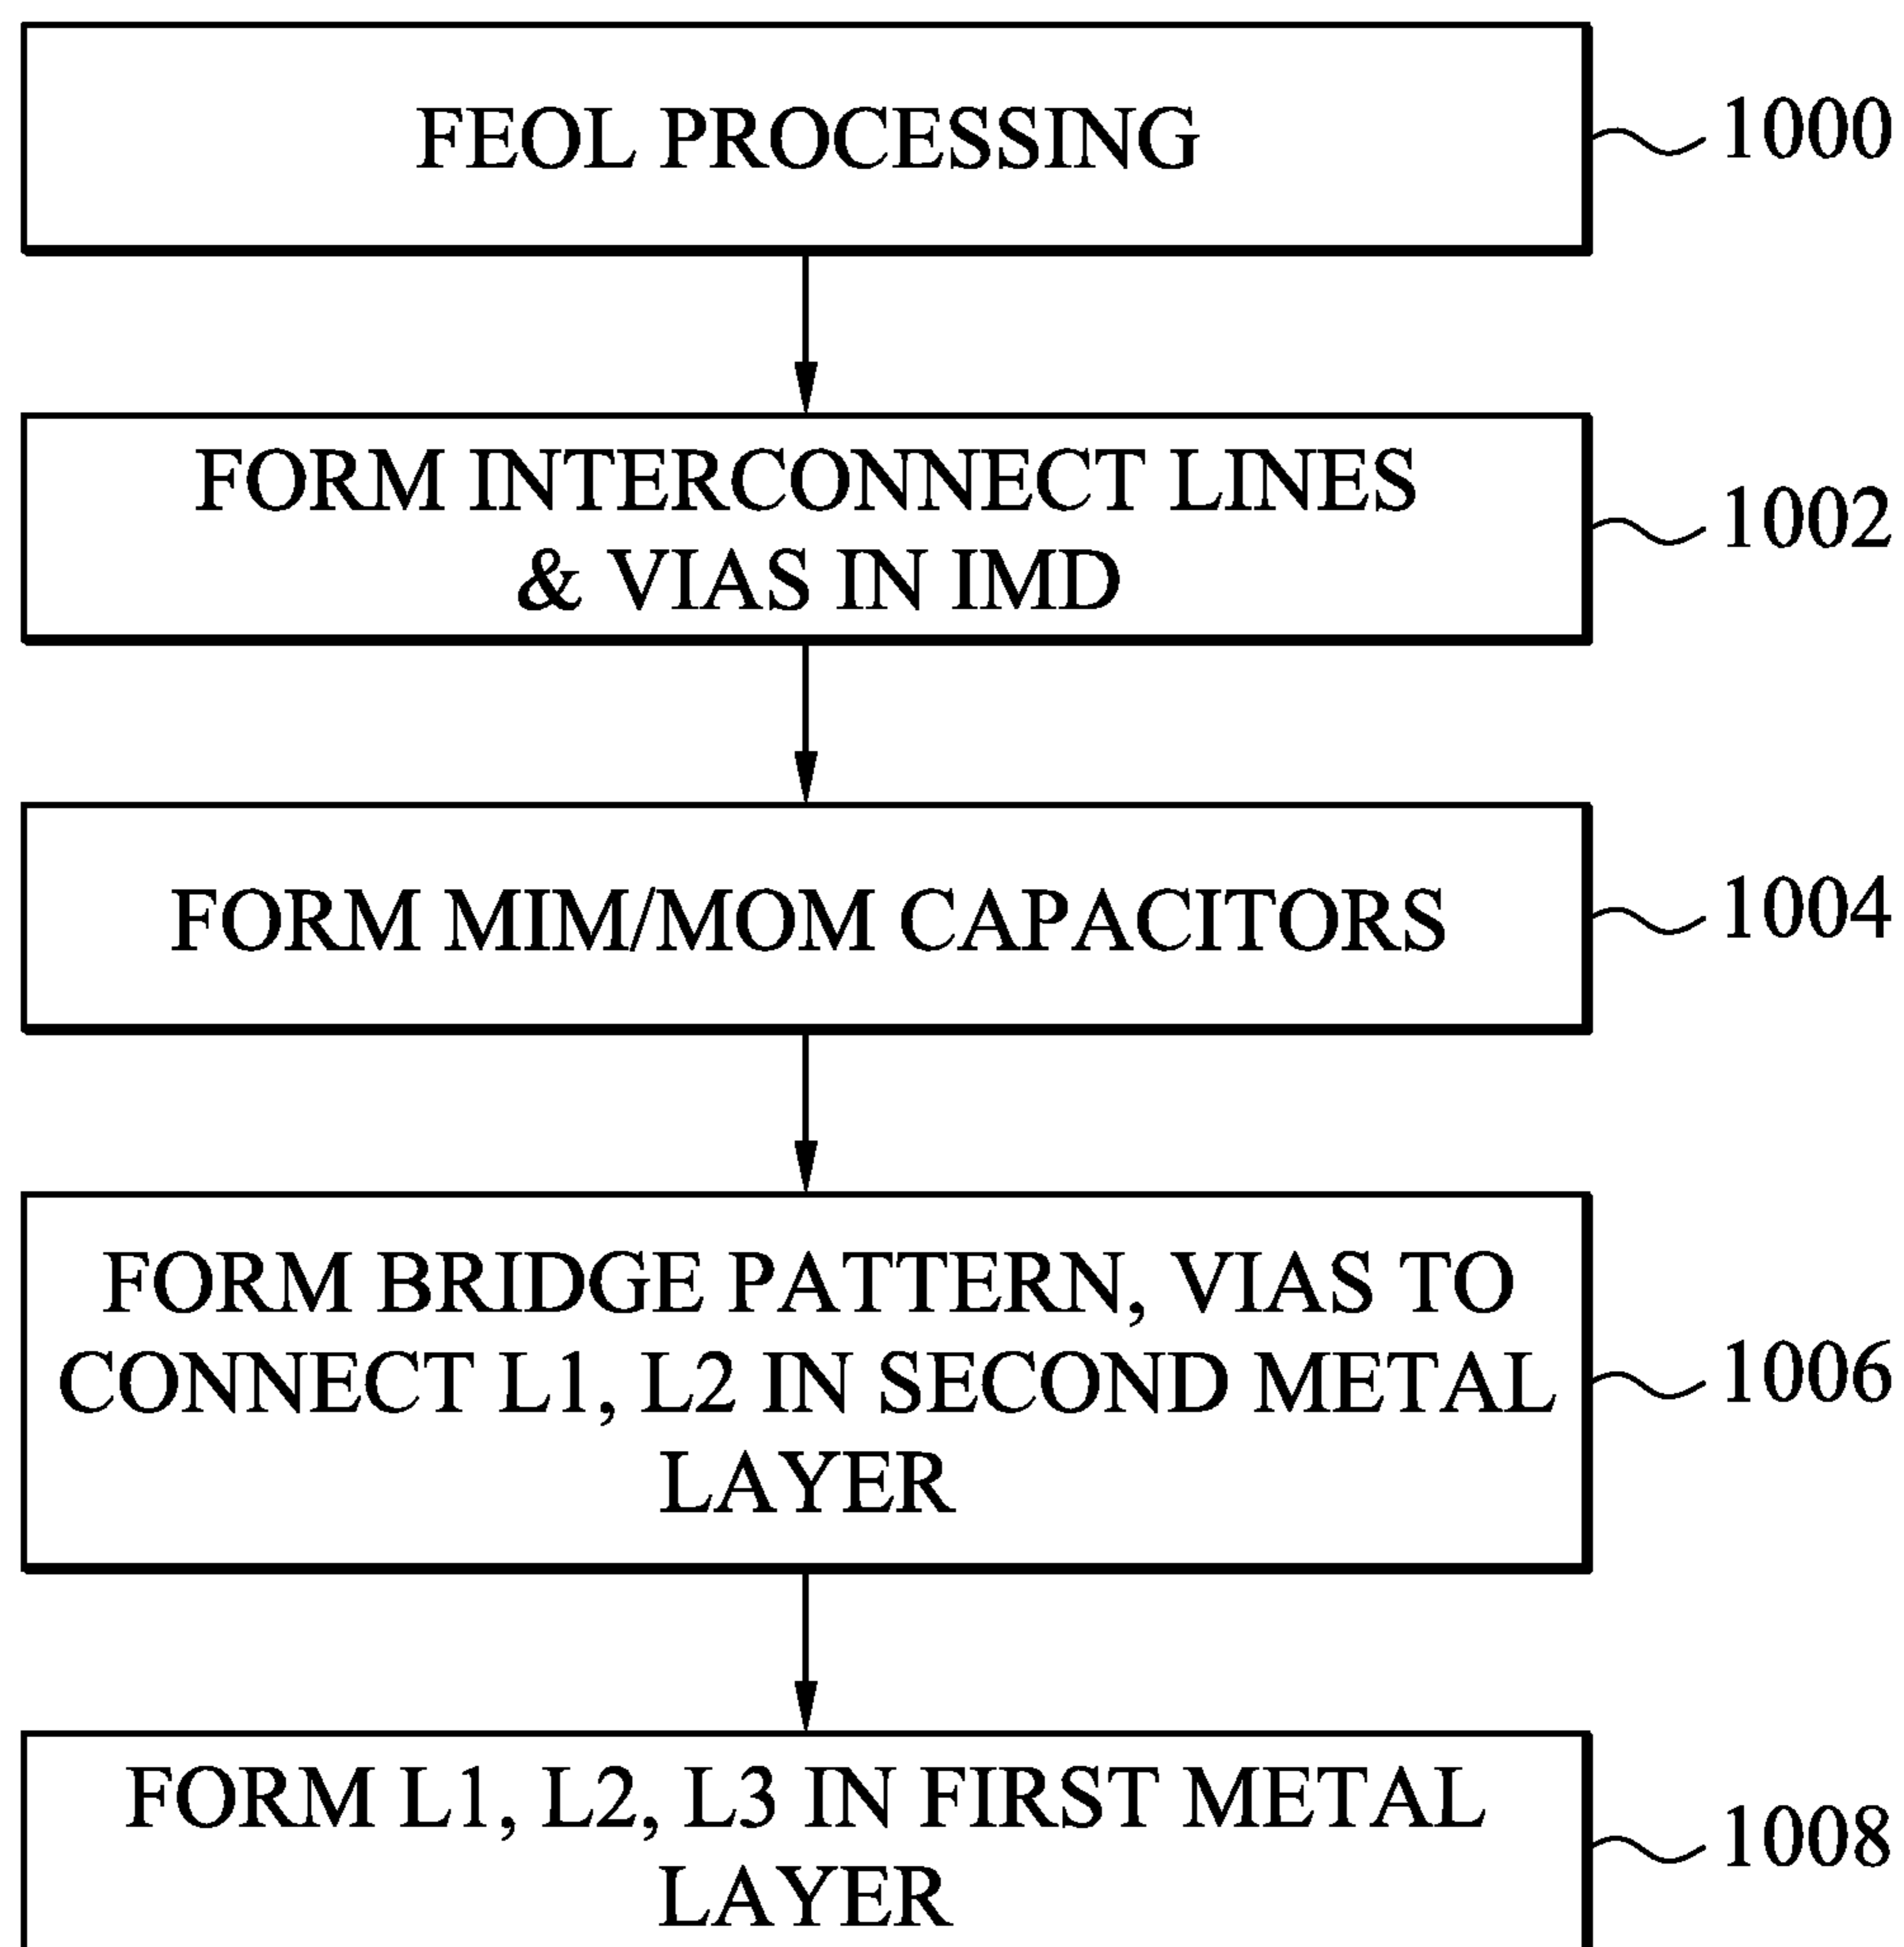 FEOL PROCESSING
1000
FORM INTERCONNECT LINES
& VIAS IN IMD
1002
FORM MIM/MOM CAPACITORS
1004
FORM BRIDGE PATTERN, VIAS TO
CONNECT L1, L2 IN SECOND METAL
LAYER
1006
FORM L1, L2, L3 IN FIRST METAL
LAYER
1008